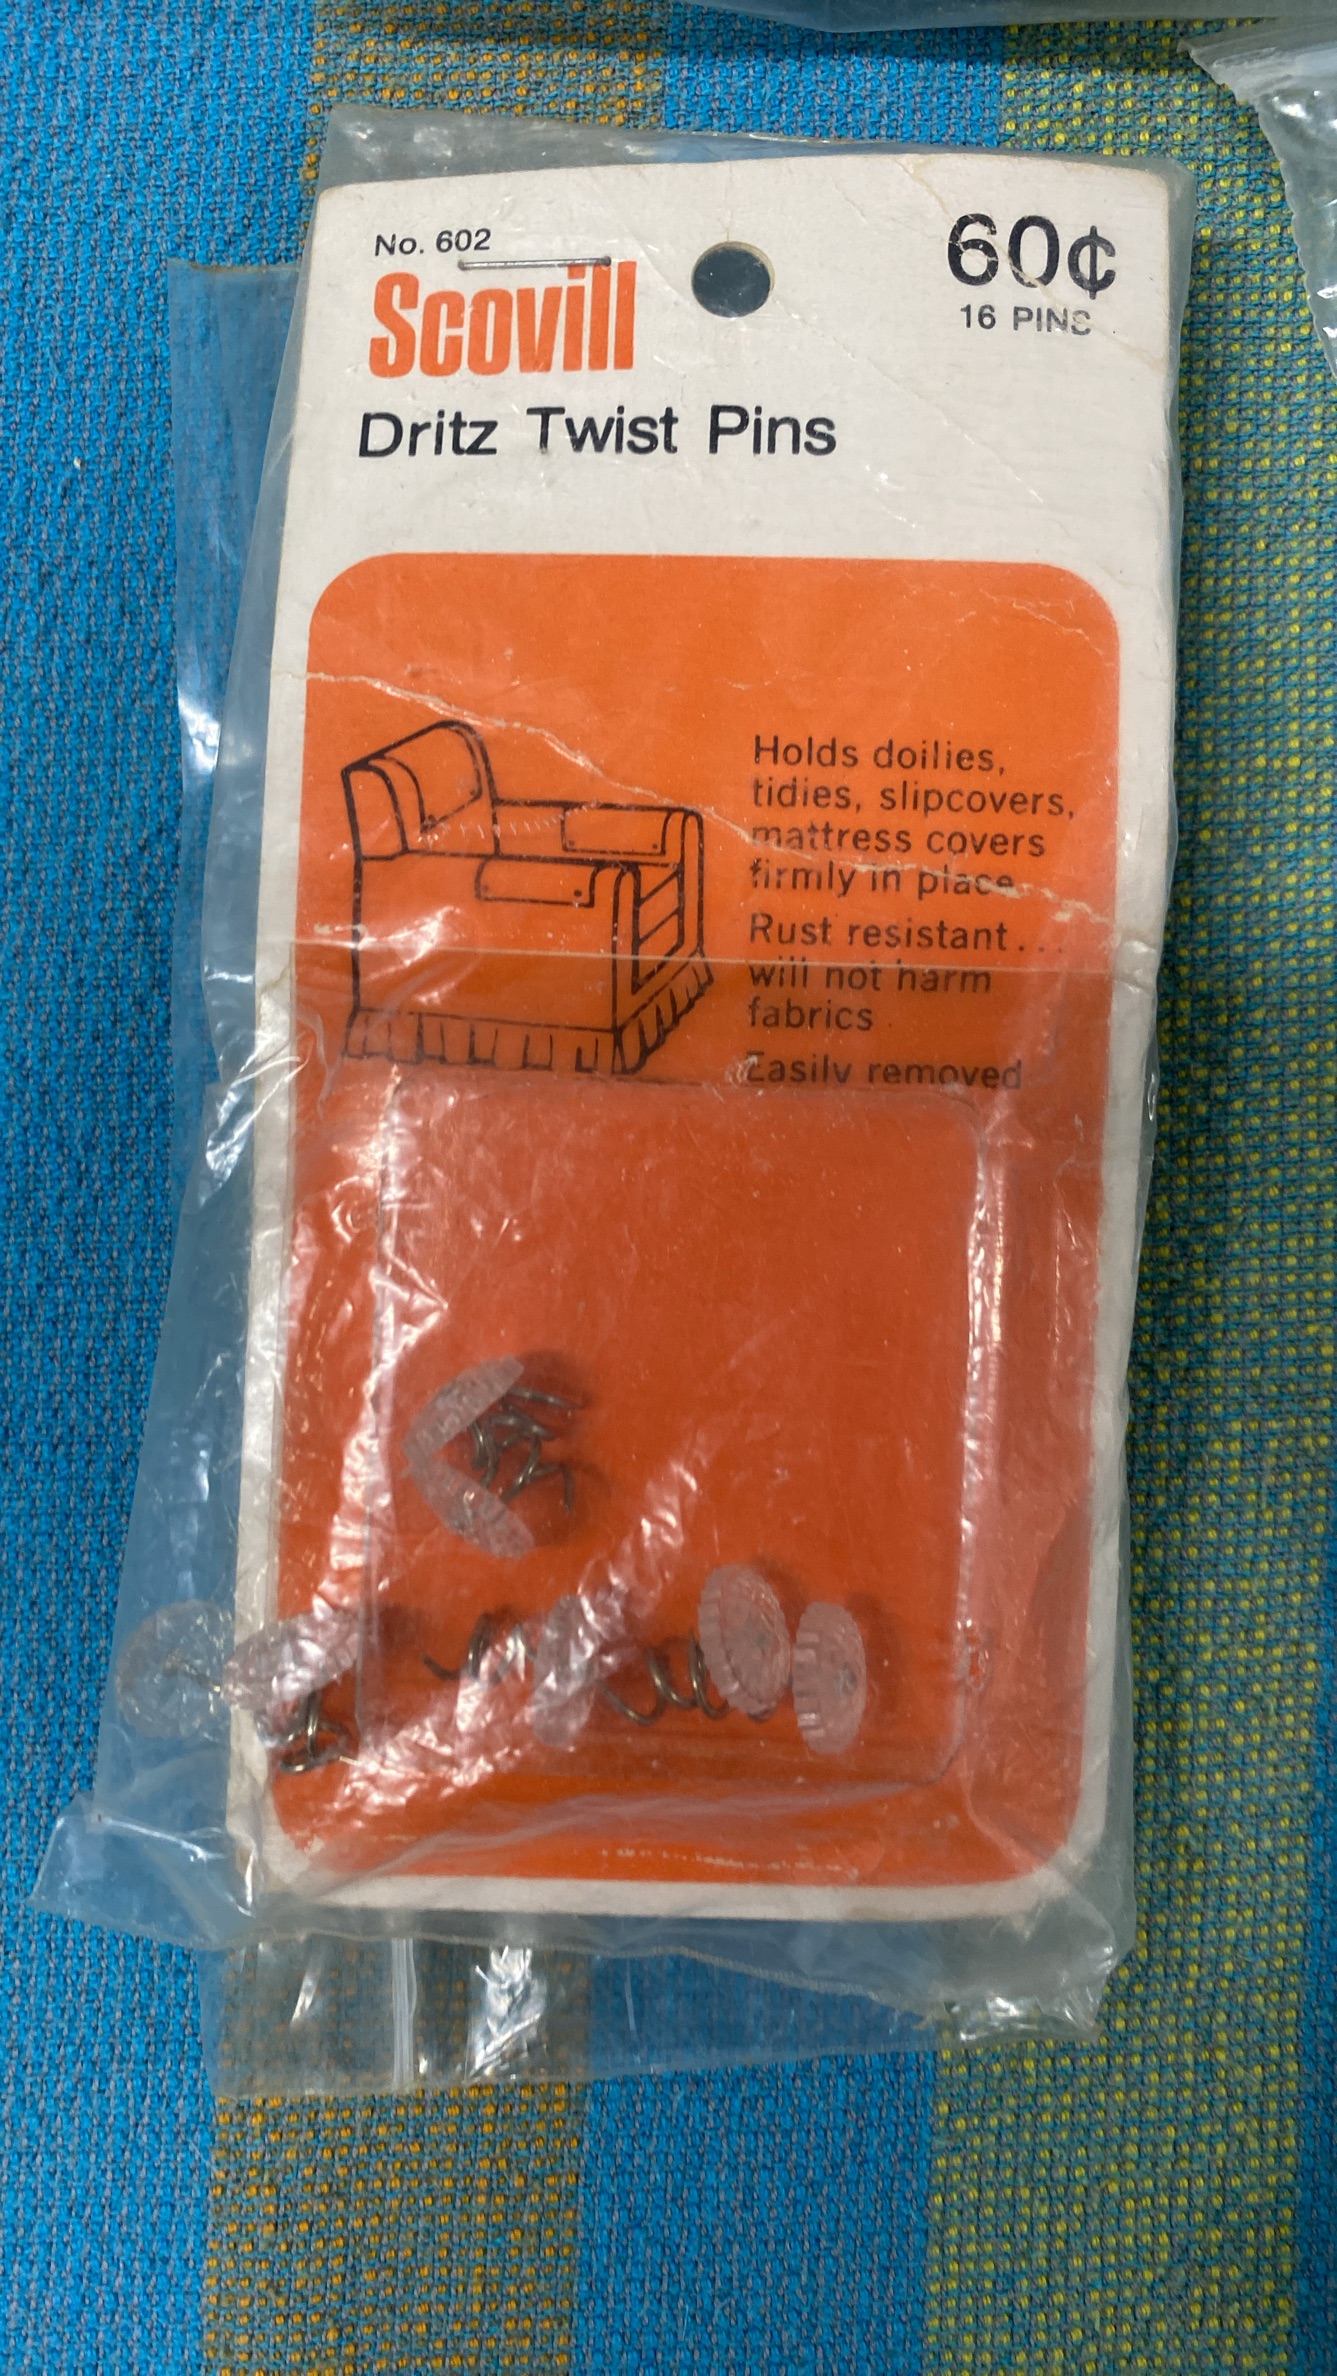 No. 602
Scovill
60¢
16 PINS
Dritz Twist Pins
Holds doilies,
tidies, slipcovers,
mattress covers
firmly in place
Rust resistant...
will not harm
fabrics
Easily removed